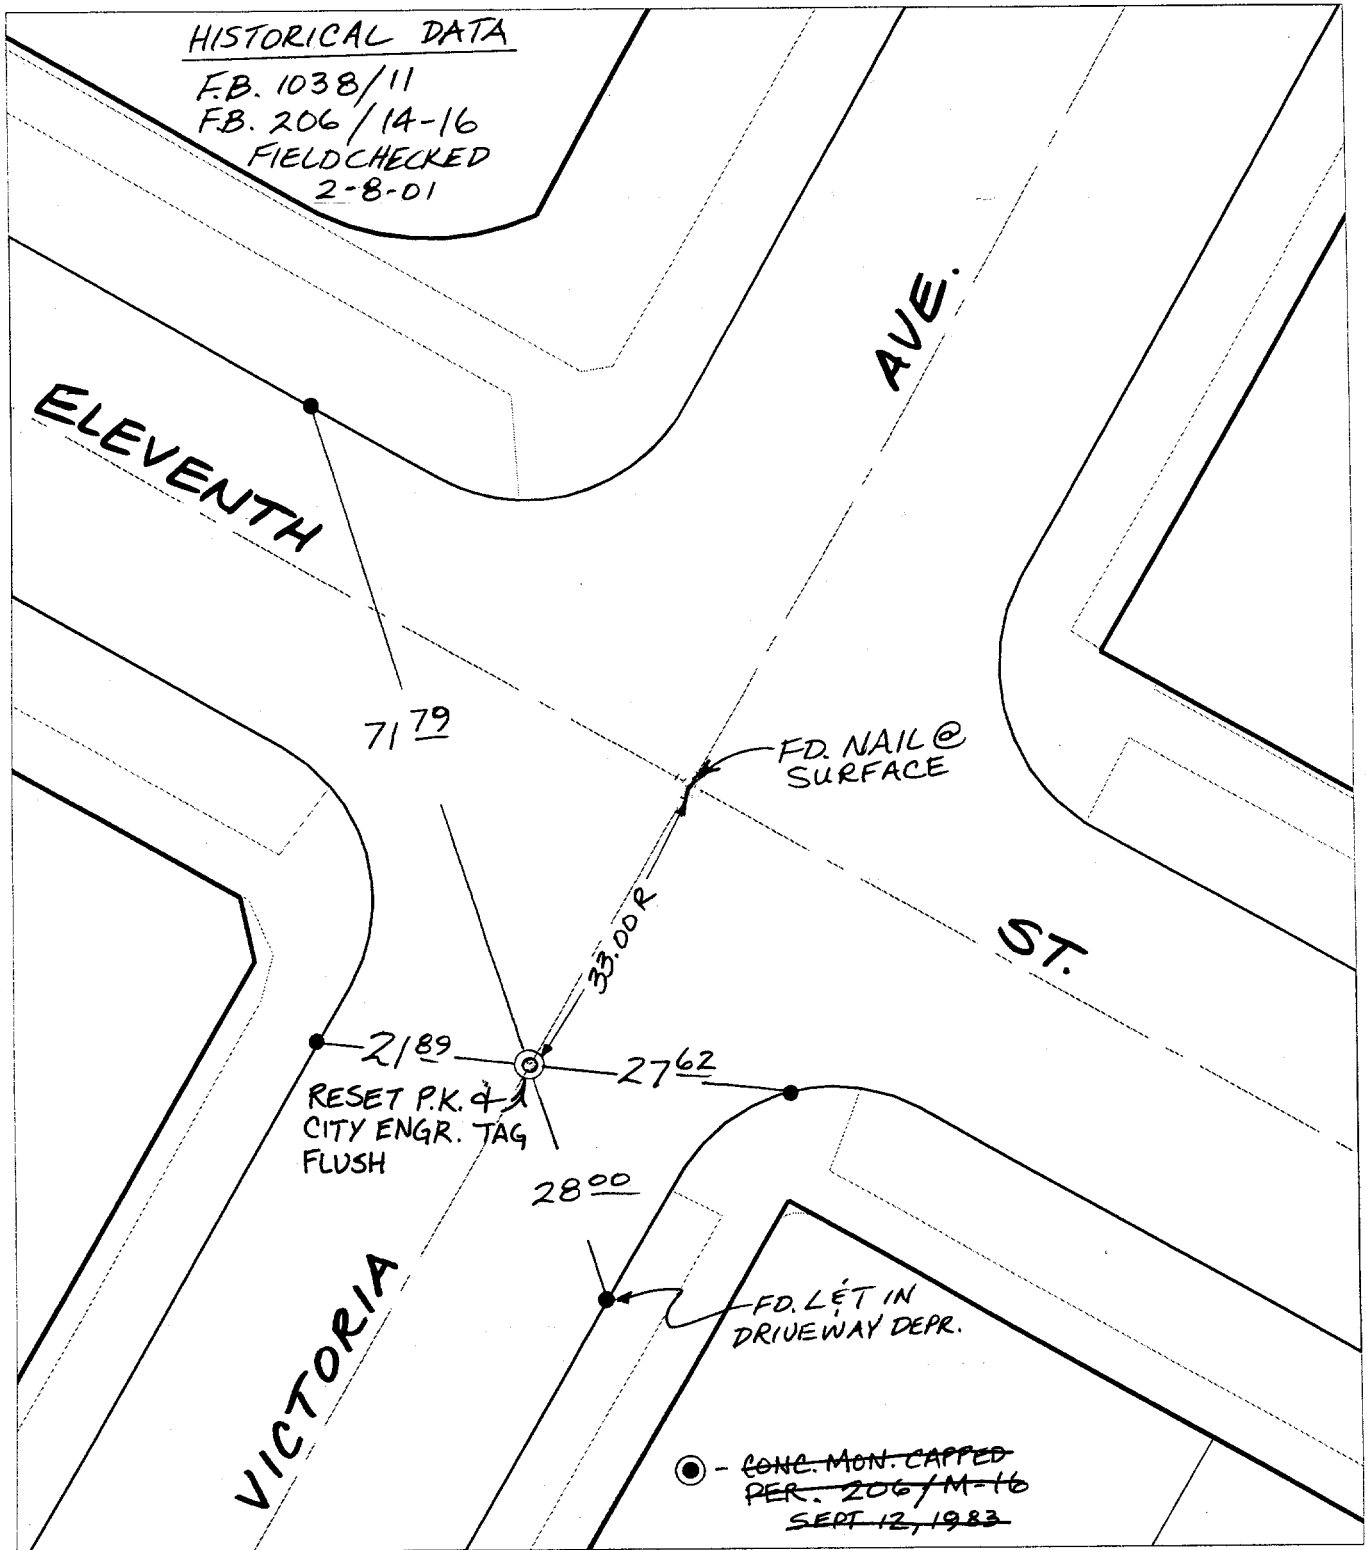 HISTORICAL DATA
F.B. 1038/11
F.B. 206/14-16
FIELD CHECKED
2-8-01
AVE.
ELEVENTH
71 79
FD. NAIL @
SURFACE
33.00 R
ST.
21 89
27 62
RESET P.K. &
CITY ENGR. TAG
FLUSH
28 00
FD. L&T IN
DRIVEWAY DEPR.
VICTORIA
- CONC. MON. CAPPED
PER. 206/M-16
SEPT 12, 1983